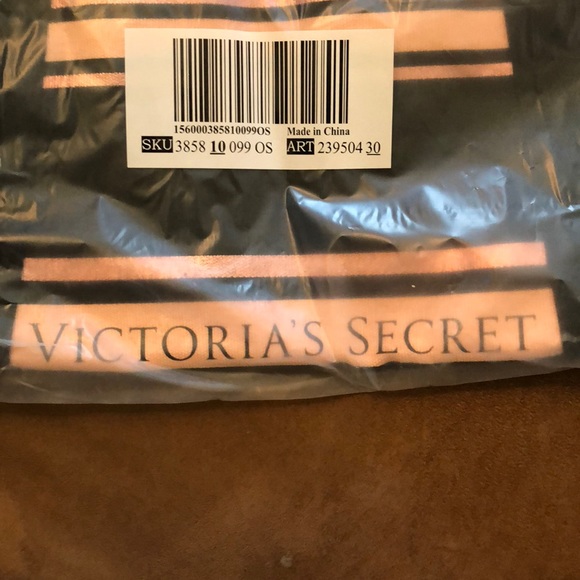 15600038581009​9OS Made in China
SKU 3858 10 099 OS ART 239504 30
VICTORIA'S SECRET